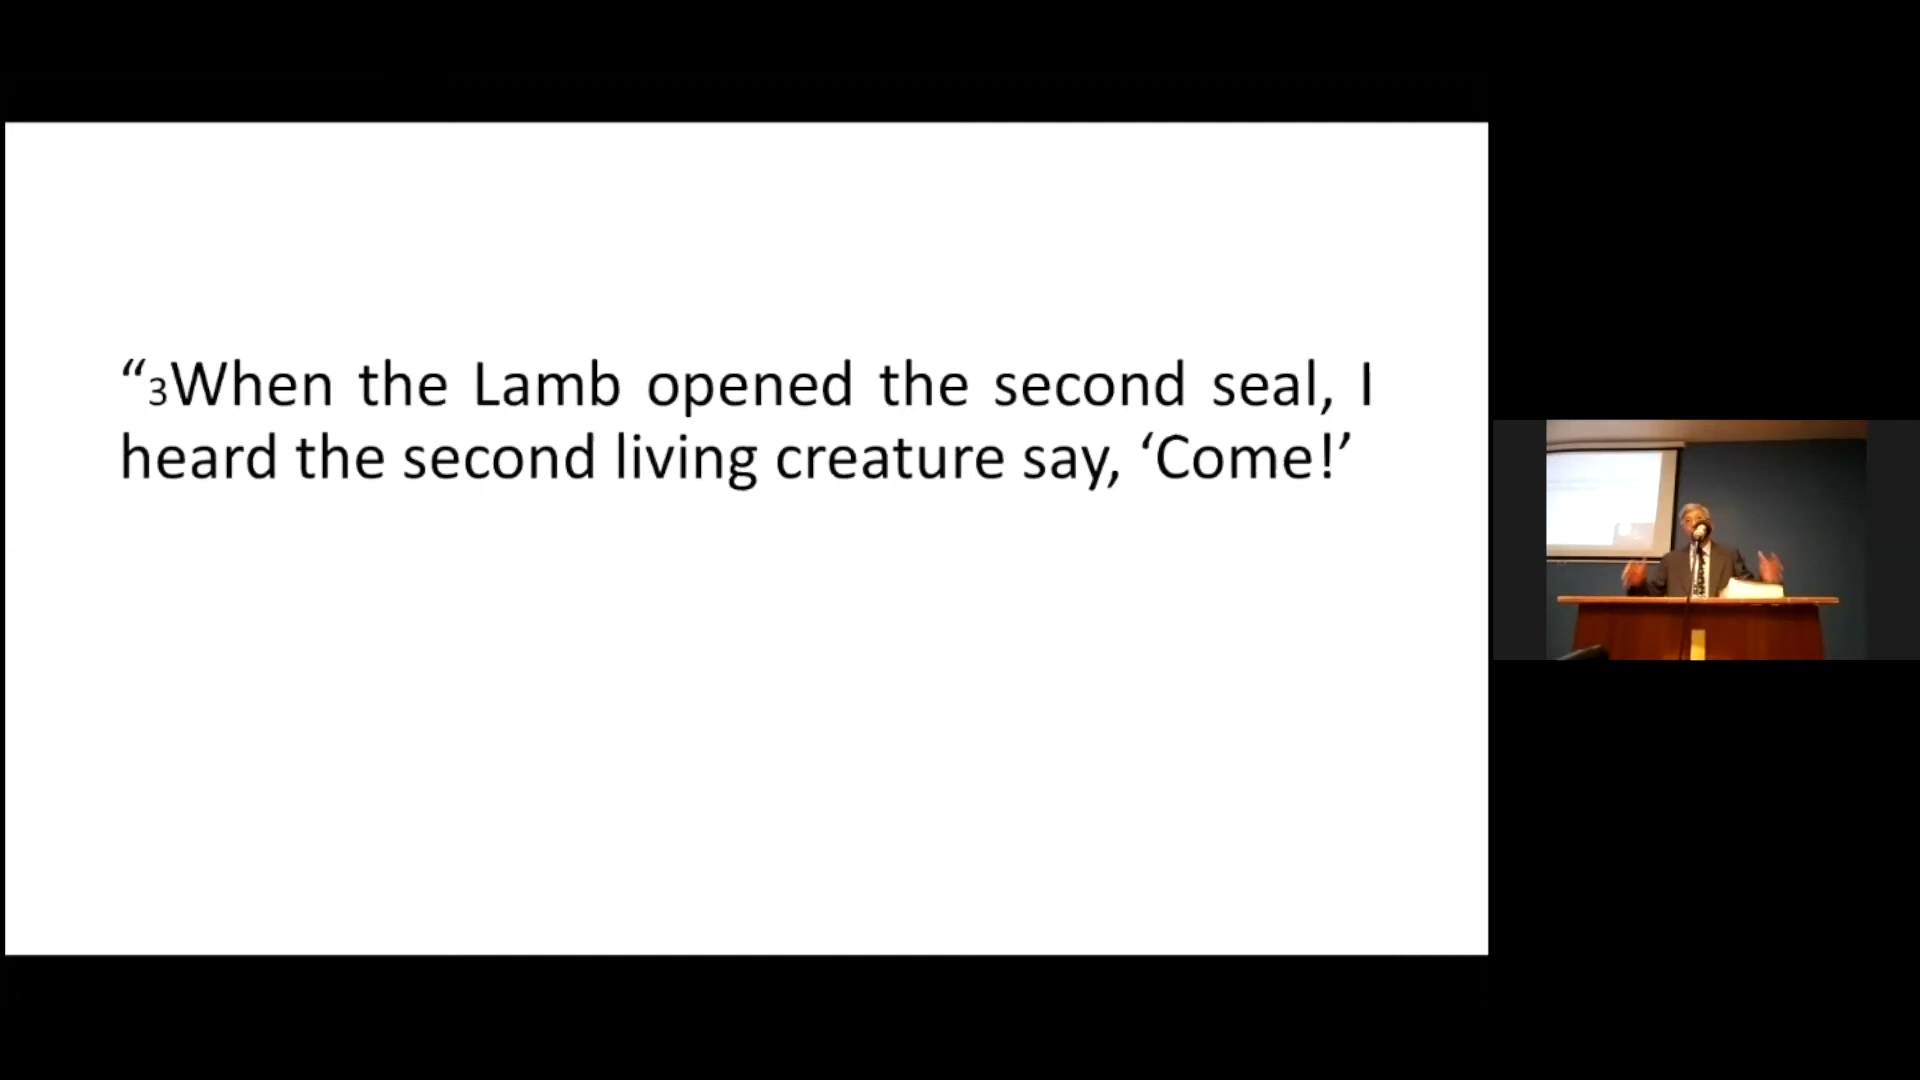 “3When the Lamb opened the second seal, I
heard the second living creature say, ‘Come!’